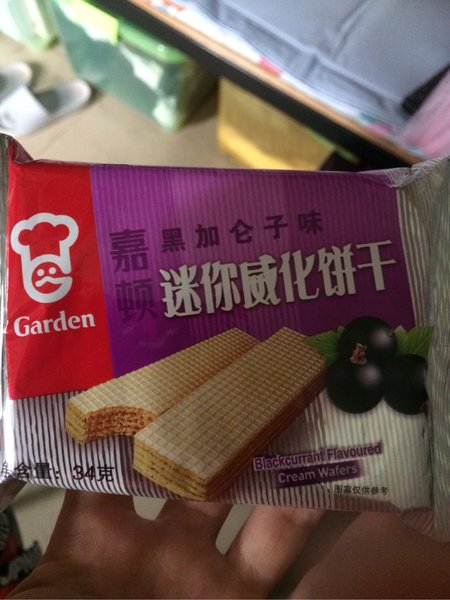 嘉顿
黑加仑子味
迷你威化饼干
Garden
Blackcurrant Flavoured
Cream Wafers
含量：34克
图案仅供参考